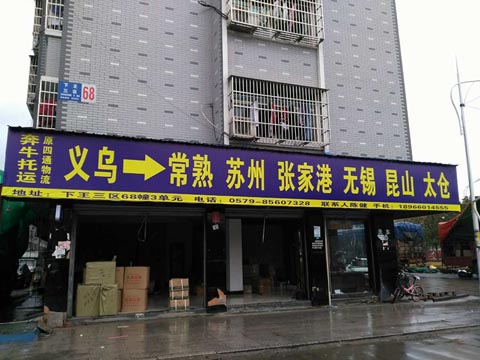 下王
三区
68
奔牛托运
原四通物流
义乌→常熟 苏州 张家港 无锡 昆山 太仓
地址：下王三区68幢3单元 电话：0579-85607328 联系人陈健 手机：18966014555